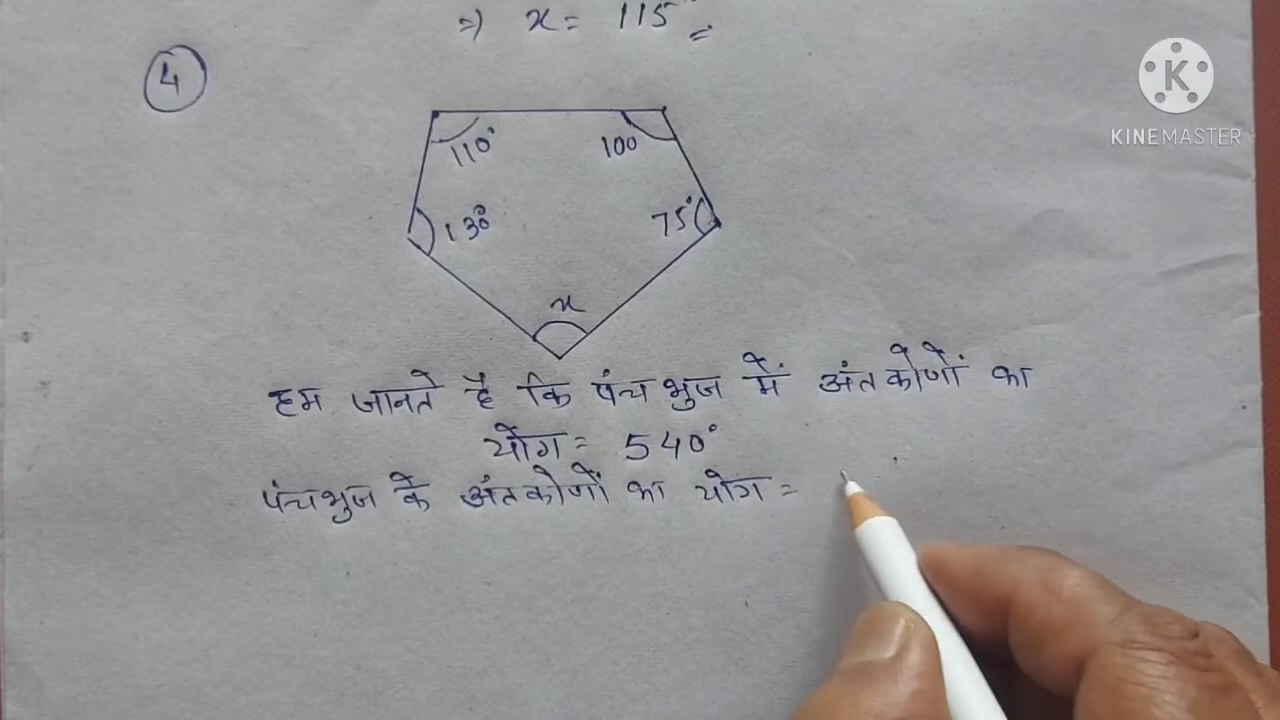 =) x = 115°
4
110°
100
130
75°
x
हम जानते है कि पंचभुज में अंतकोणों का
योग = 540°
पंचभुज के अंतकोणों का योग =
KINEMASTER